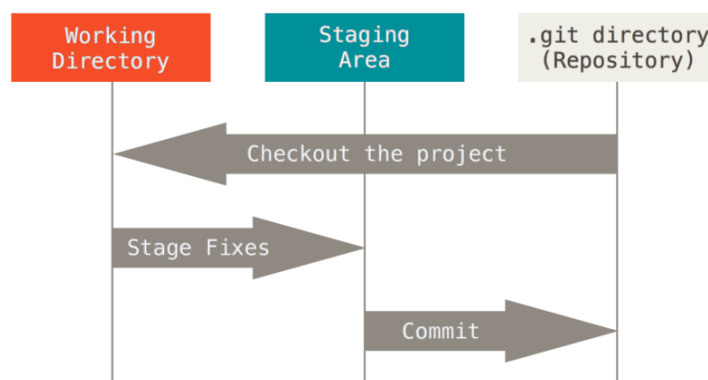 Working
Directory
Staging
Area
.git directory
(Repository)
Checkout the project
Stage Fixes
Commit